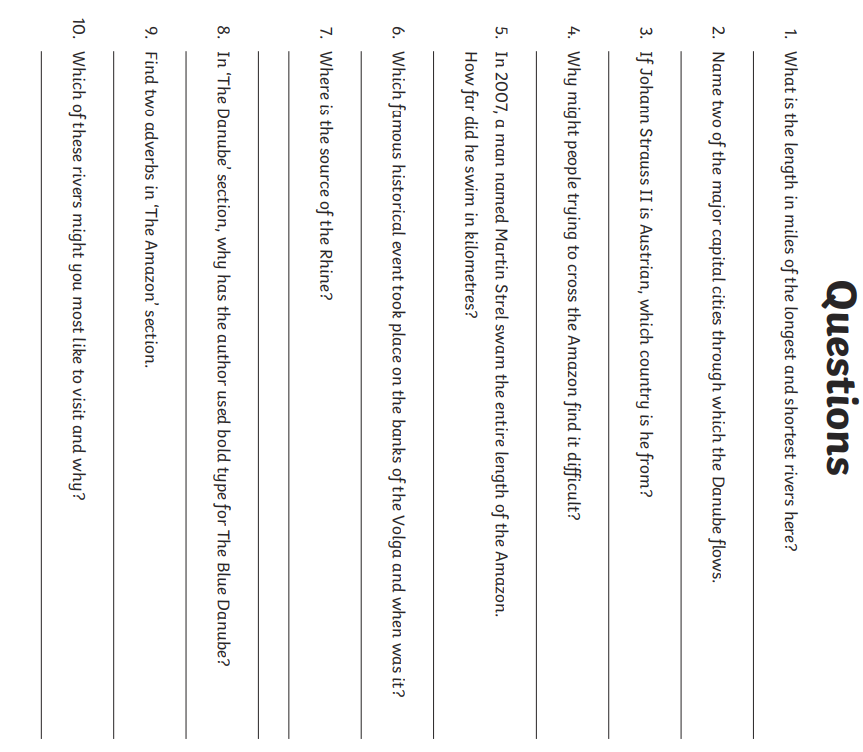 Questions
1. What is the length in miles of the longest and shortest rivers here?
2. Name two of the major capital cities through which the Danube flows.
3. If Johann Strauss II is Austrian, which country is he from?
4. Why might people trying to cross the Amazon find it difficult?
5. In 2007, a man named Martin Strel swam the entire length of the Amazon.
How far did he swim in kilometres?
6. Which famous historical event took place on the banks of the Volga and when was it?
7. Where is the source of the Rhine?
8. In ‘The Danube’ section, why has the author used bold type for The Blue Danube?
9. Find two adverbs in ‘The Amazon’ section.
10. Which of these rivers might you most like to visit and why?